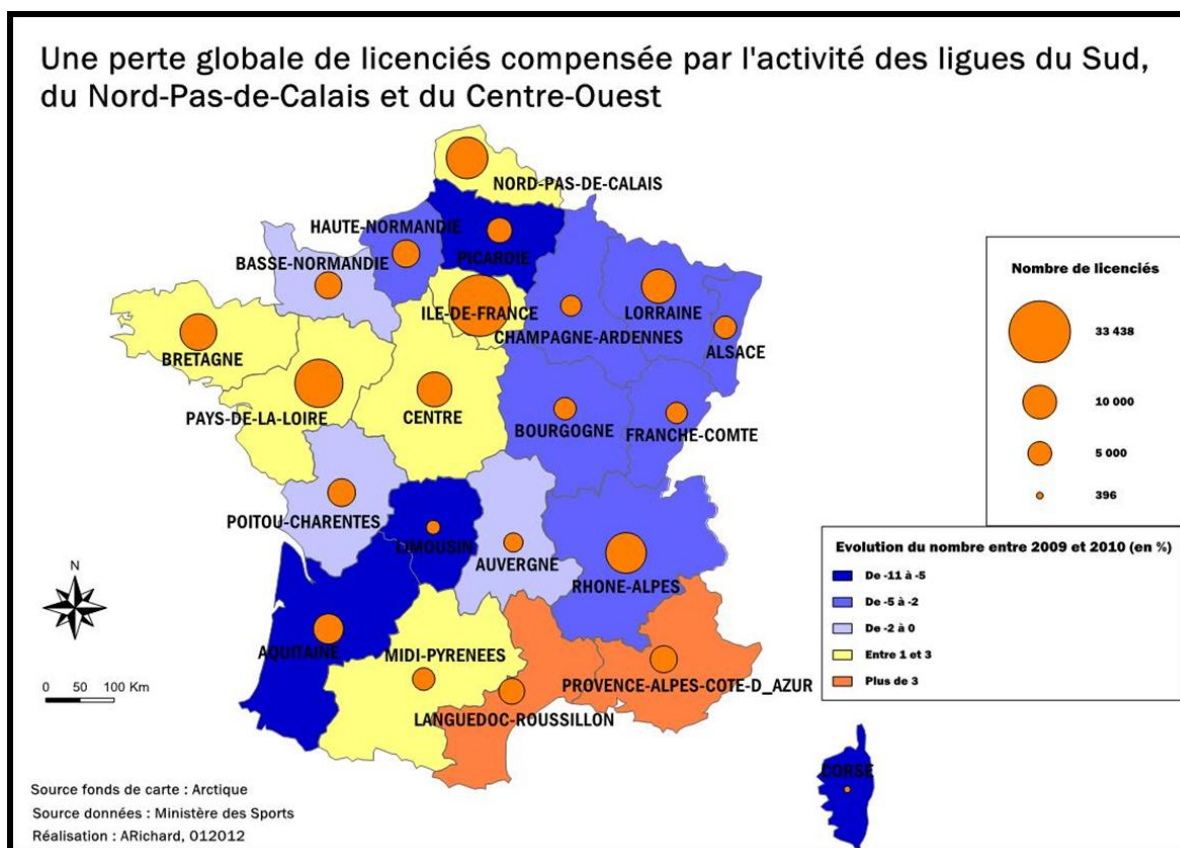 Une perte globale de licenciés compensée par l'activité des ligues du Sud,
du Nord-Pas-de-Calais et du Centre-Ouest
NORD-PAS-DE-CALAIS
HAUTE-NORMANDIE
PICARDIE
BASSE-NORMANDIE
ILE-DE-FRANCE
LORRAINE
CHAMPAGNE-ARDENNES
ALSACE
BRETAGNE
PAYS-DE-LA-LOIRE
CENTRE
BOURGOGNE
FRANCHE-COMTE
POITOU-CHARENTES
LIMOUSIN
AUVERGNE
RHONE-ALPES
AQUITAINE
MIDI-PYRENEES
PROVENCE-ALPES-COTE-D_AZUR
LANGUEDOC-ROUSSILLON
CORSE
Nombre de licenciés
33 438
10 000
5 000
396
Evolution du nombre entre 2009 et 2010 (en %)
De -11 à -5
De -5 à -2
De -2 à 0
Entre 1 et 3
Plus de 3
N
0 50 100 Km
Source fonds de carte : Arctique
Source données : Ministère des Sports
Réalisation : ARichard, 012012